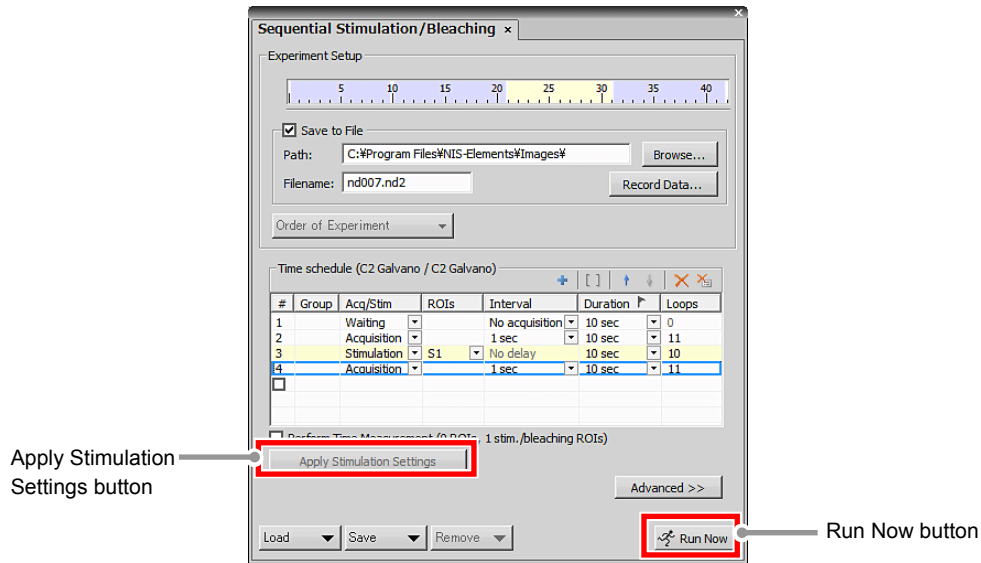 Sequential Stimulation/Bleaching ×
Experiment Setup
5 10 15 20 25 30 35 40
Save to File
Path: C:¥Program Files¥NIS-Elements¥Images¥ Browse...
Filename: nd007.nd2 Record Data...
Order of Experiment
Time schedule (C2 Galvano / C2 Galvano)
# Group Acq/Stim ROIs Interval Duration Loops
1 Waiting No acquisition 10 sec 0
2 Acquisition 1 sec 10 sec 11
3 Stimulation S1 No delay 10 sec 10
4 Acquisition 1 sec 10 sec 11
Perform Time Measurement (0 ROIs, 1 stim./bleaching ROIs)
Apply Stimulation Settings
Apply Stimulation
Settings button
Advanced >>
Load Save Remove Run Now
Run Now button